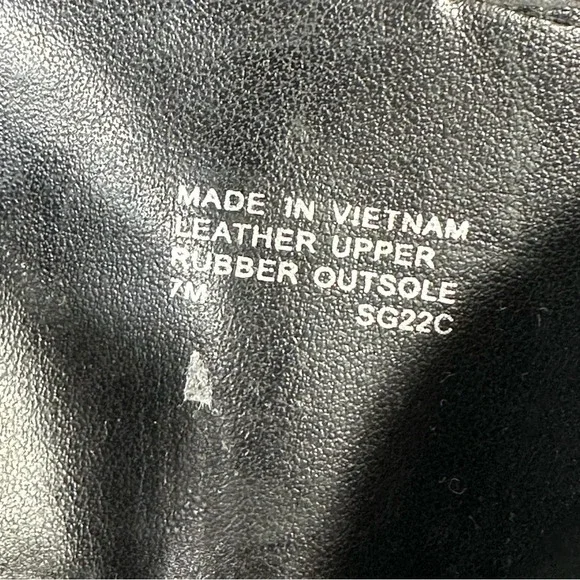 MADE IN VIETNAM
LEATHER UPPER
RUBBER OUTSOLE
7M SG22C